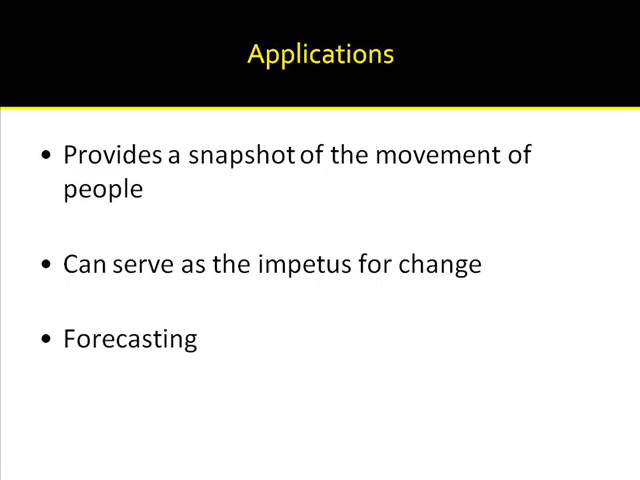 Applications
• Provides a snapshot of the movement of
people
• Can serve as the impetus for change
• Forecasting